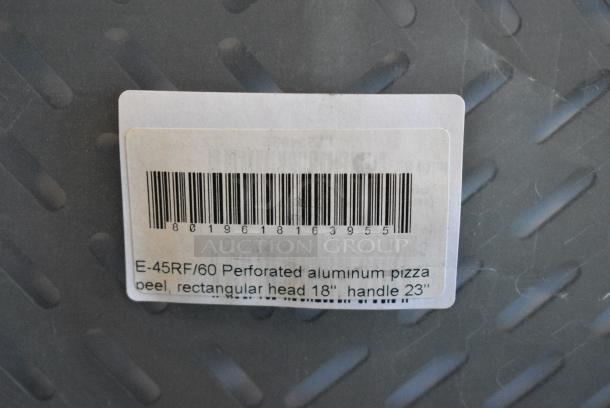 8019618163955
AUCTION GROUP
E-45RF/60 Perforated aluminum pizza
peel, rectangular head 18", handle 23"